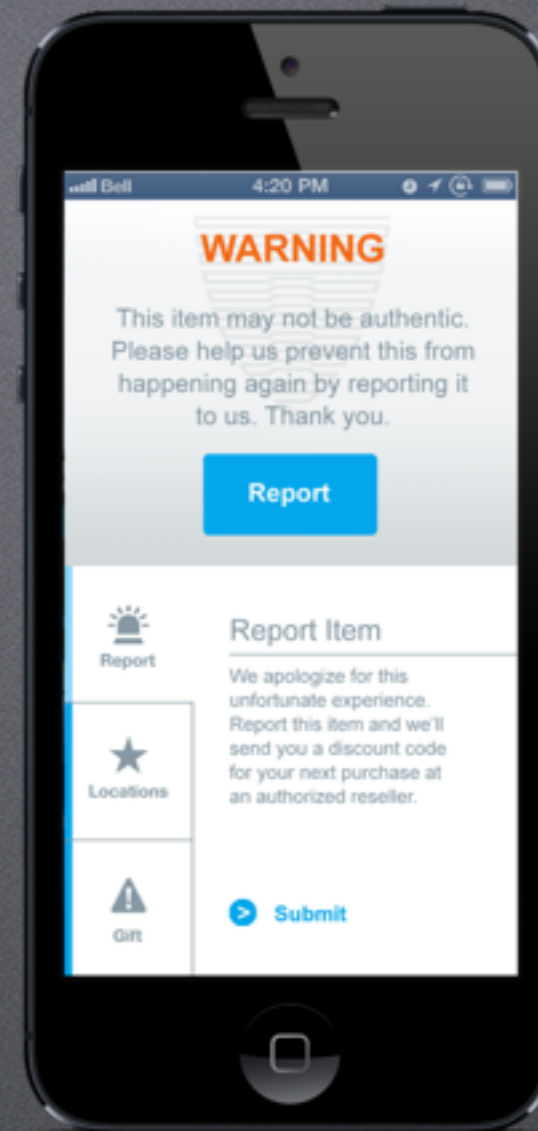 Bell 4:20 PM
WARNING
This item may not be authentic.
Please help us prevent this from
happening again by reporting it
to us. Thank you.
Report
Report
Locations
Gift
Report Item
We apologize for this
unfortunate experience.
Report this item and we'll
send you a discount code
for your next purchase at
an authorized reseller.
Submit